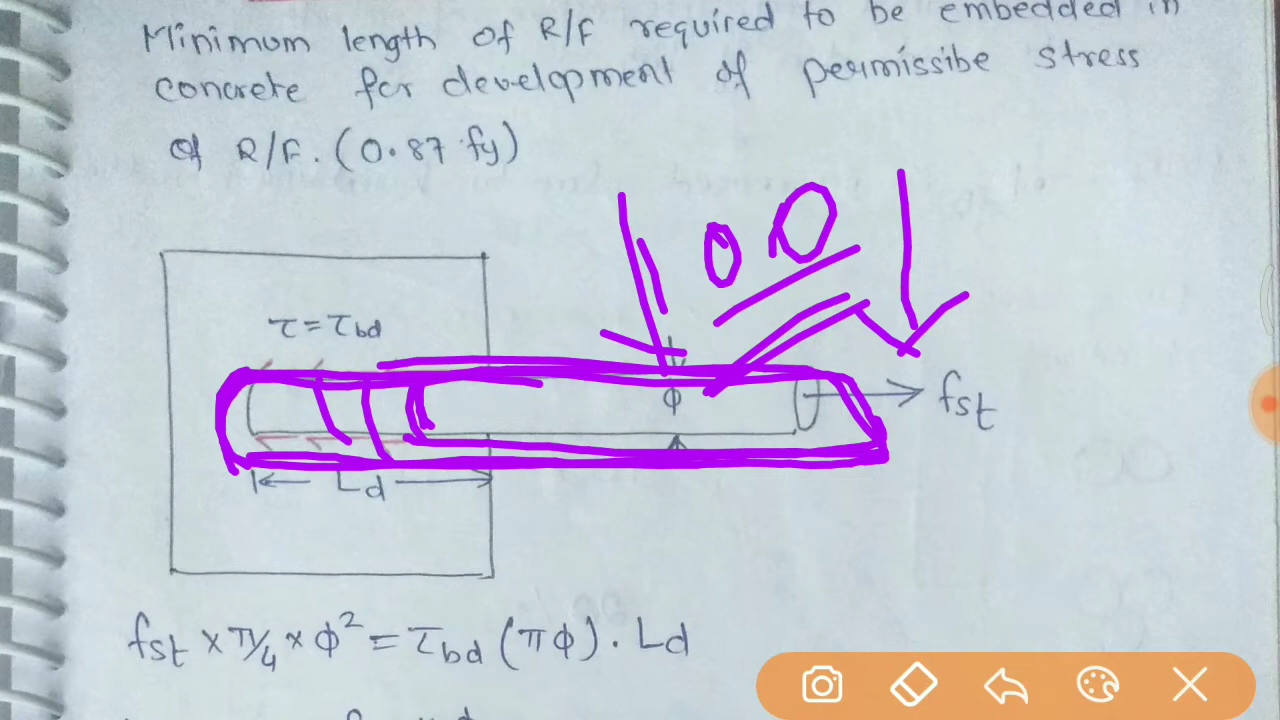 Minimum length of R/F required to be embedded in
concrete for development of permissibe stress
of R/F. (0.87 fy)
τ = τbd
ϕ
fst
Ld
fst × π/4 × ϕ² = τbd (πϕ) . Ld